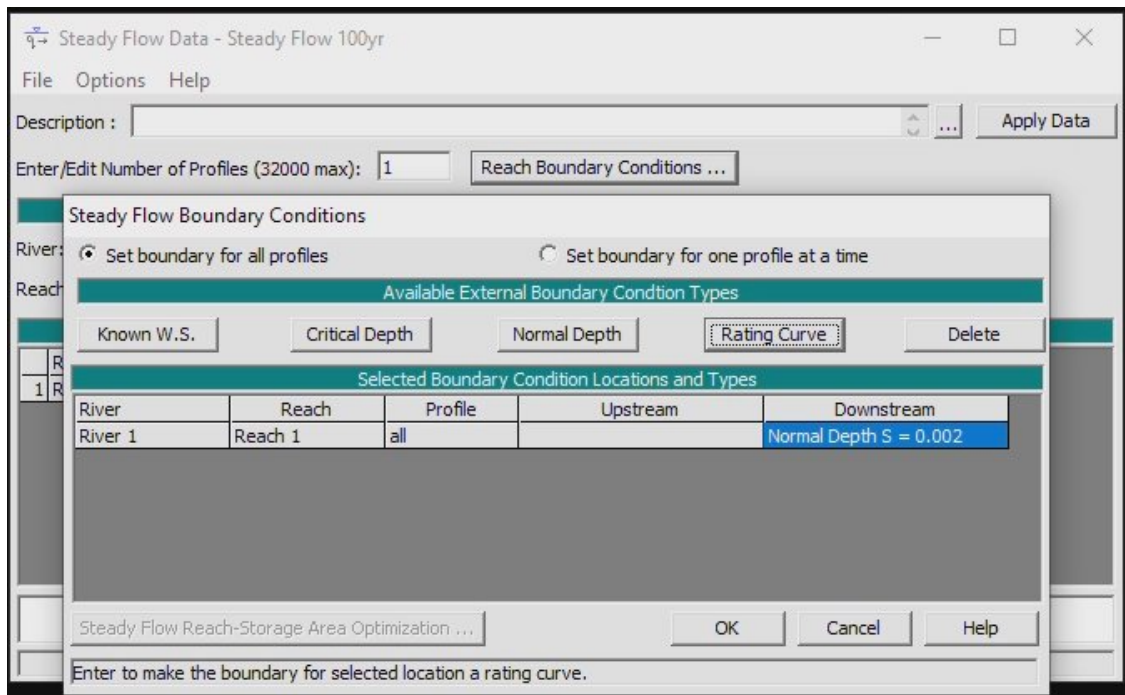 Steady Flow Data - Steady Flow 100yr
File Options Help
Description : ... Apply Data
Enter/Edit Number of Profiles (32000 max): 1 Reach Boundary Conditions ...
Steady Flow Boundary Conditions
River: Set boundary for all profiles Set boundary for one profile at a time
Reach Available External Boundary Condtion Types
Known W.S. Critical Depth Normal Depth Rating Curve Delete
R Selected Boundary Condition Locations and Types
1 R
River Reach Profile Upstream Downstream
River 1 Reach 1 all Normal Depth S = 0.002
Steady Flow Reach-Storage Area Optimization ... OK Cancel Help
Enter to make the boundary for selected location a rating curve.